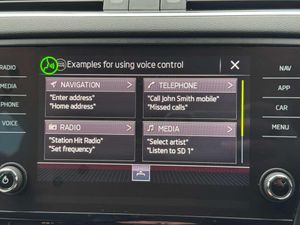 Examples for using voice control
RADIO
MEDIA
PHONE
VOICE
NAVIGATION
"Enter address"
"Home address"
TELEPHONE
"Call John Smith mobile"
"Missed calls"
RADIO
"Station Hit Radio"
"Set frequency"
MEDIA
"Select artist"
"Listen to SD 1"
NAV
CAR
MENU